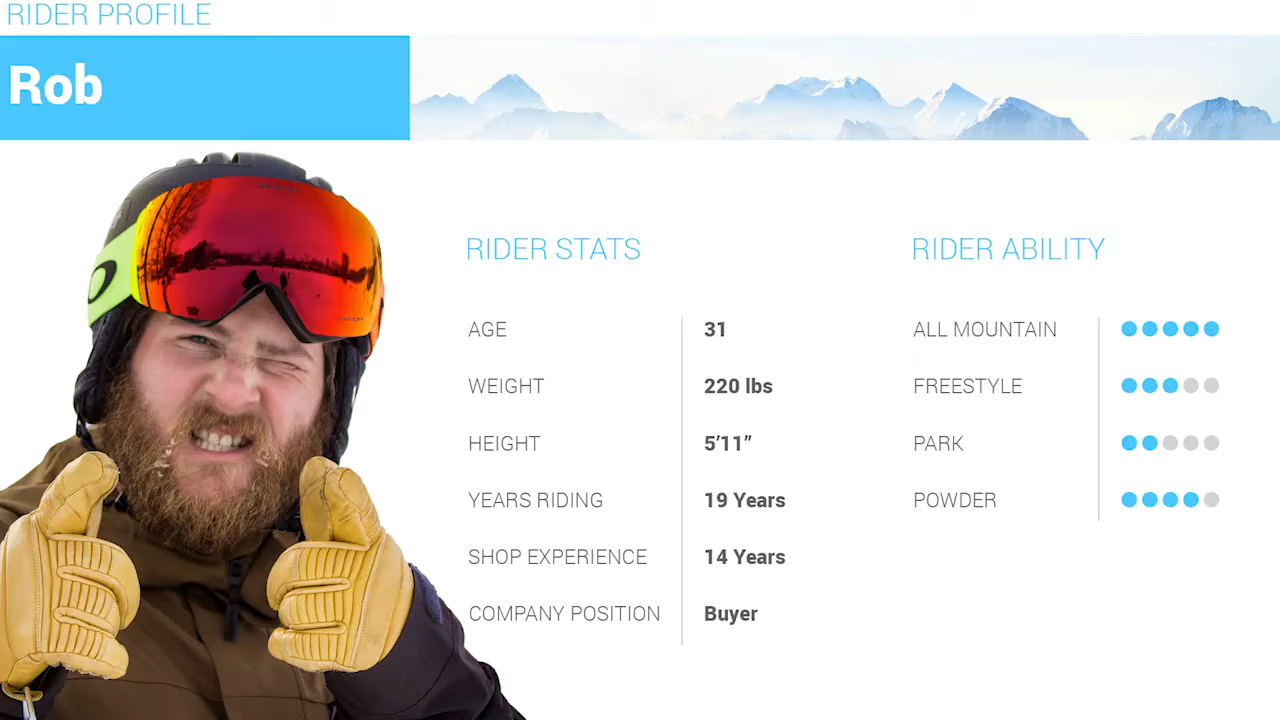 RIDER PROFILE
Rob
RIDER STATS
AGE 31
WEIGHT 220 lbs
HEIGHT 5’11”
YEARS RIDING 19 Years
SHOP EXPERIENCE 14 Years
COMPANY POSITION Buyer
RIDER ABILITY
ALL MOUNTAIN
FREESTYLE
PARK
POWDER